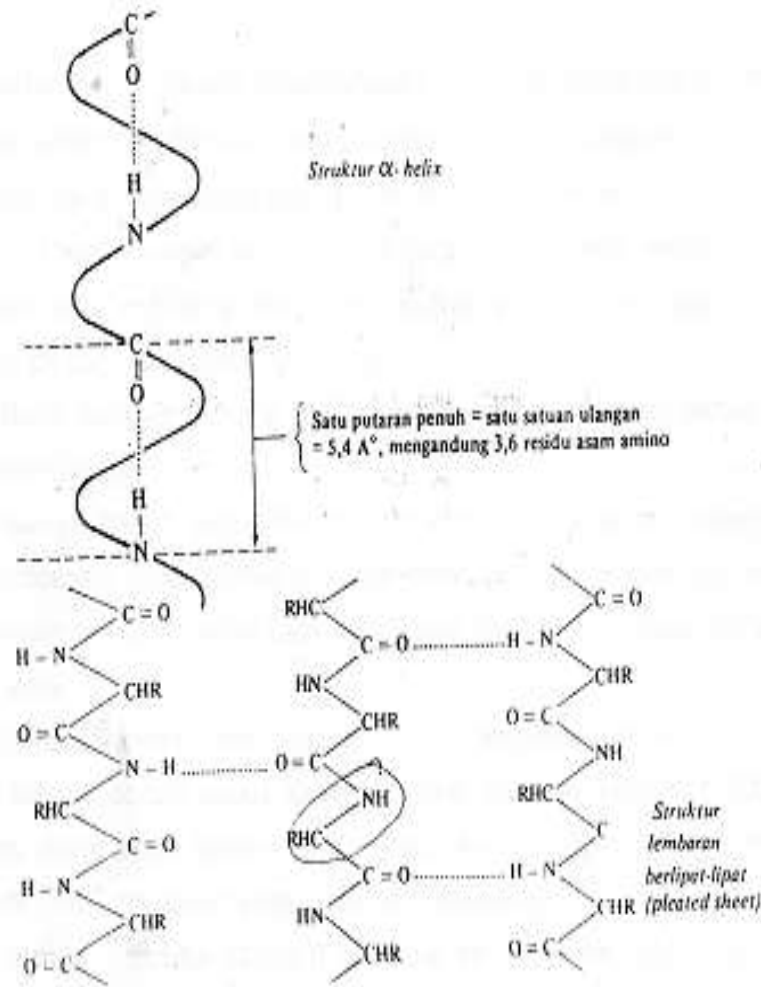 C
O
H
N
Struktur α-helix
C
O
H
N
Satu putaran penuh = satu satuan ulangan
= 5,4 A°, mengandung 3,6 residu asam amino
C = O
H – N
CHR
O = C
N – H
RHC
C = O
H – N
CHR
O – C
RHC
C = O
HN
CHR
O = C
NH
RHC
C = O
HN
CHR
C = O
H – N
CHR
O = C
NH
RHC
C
H – N
CHR
O = C
Struktur
lembaran
berlipat-lipat
(pleated sheet)